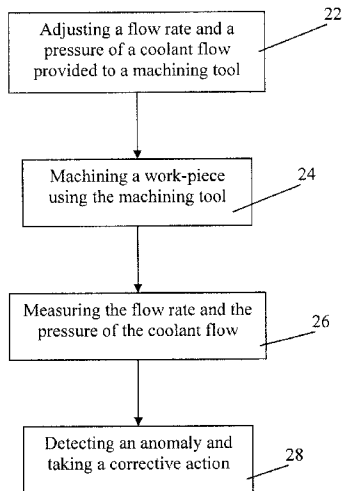 22
Adjusting a flow rate and a
pressure of a coolant flow
provided to a machining tool
24
Machining a work-piece
using the machining tool
26
Measuring the flow rate and the
pressure of the coolant flow
28
Detecting an anomaly and
taking a corrective action